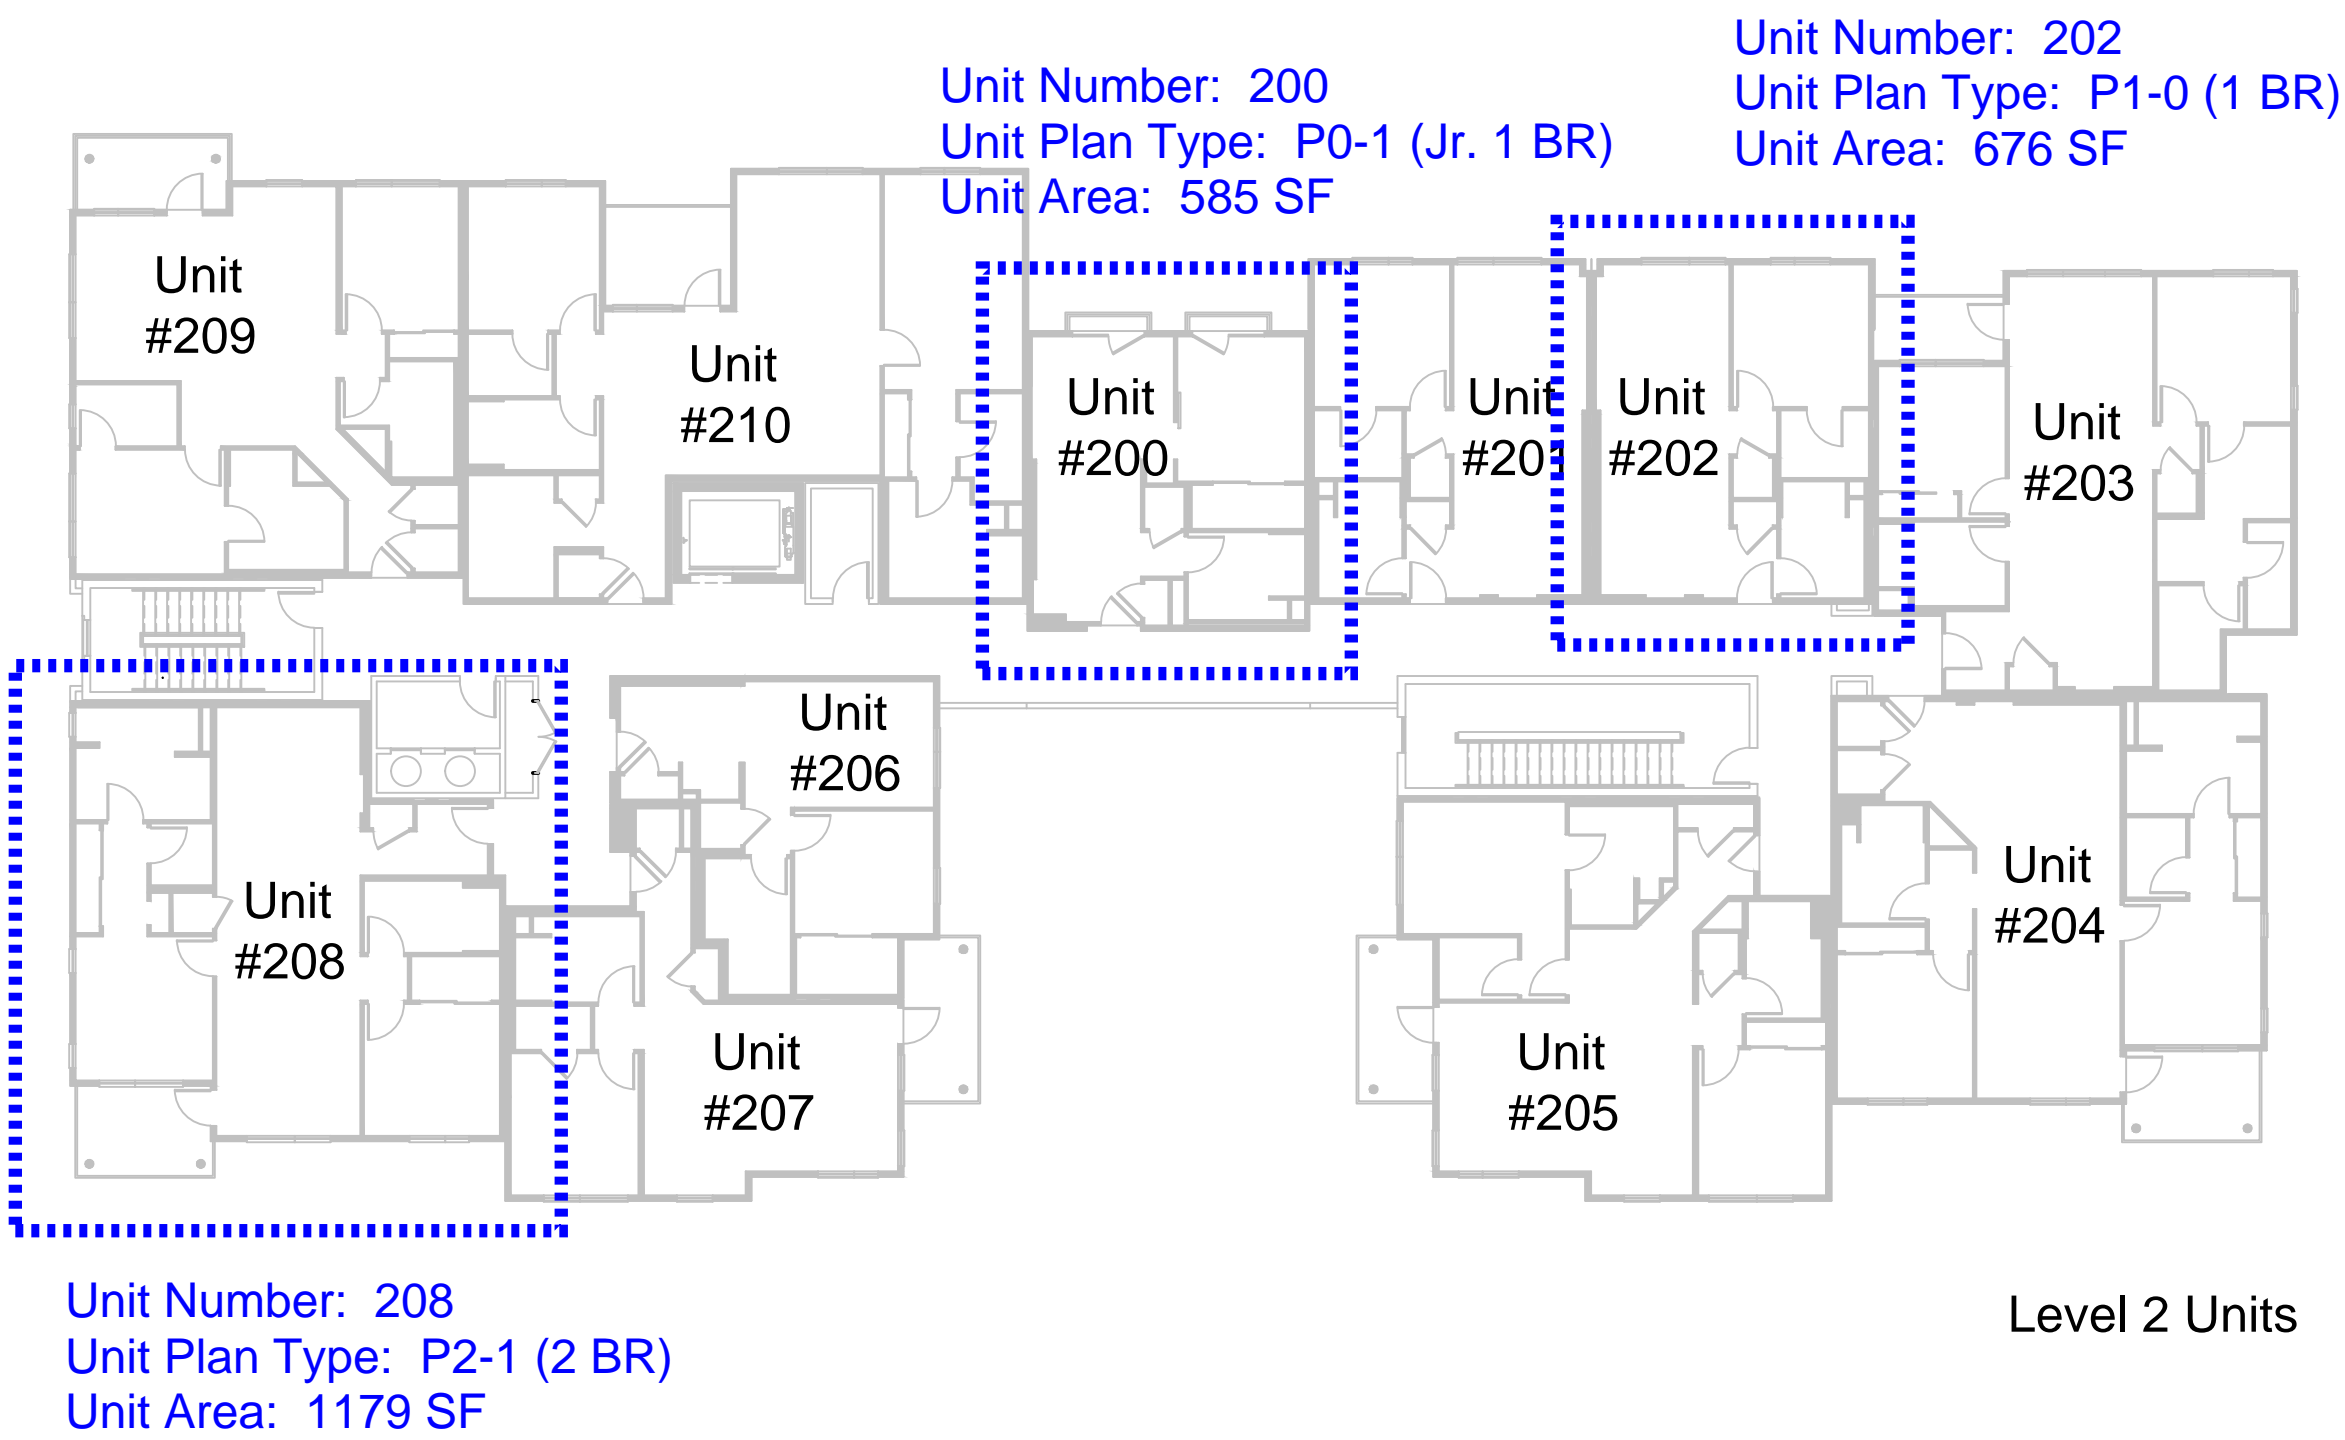 Unit Number: 202
Unit Plan Type: P1-0 (1 BR)
Unit Area: 676 SF
Unit Number: 200
Unit Plan Type: P0-1 (Jr. 1 BR)
Unit Area: 585 SF
Unit
#209
Unit
#210
Unit
#200
Unit
#201
Unit
#202
Unit
#203
Unit
#206
Unit
#208
Unit
#204
Unit
#207
Unit
#205
Unit Number: 208
Unit Plan Type: P2-1 (2 BR)
Unit Area: 1179 SF
Level 2 Units